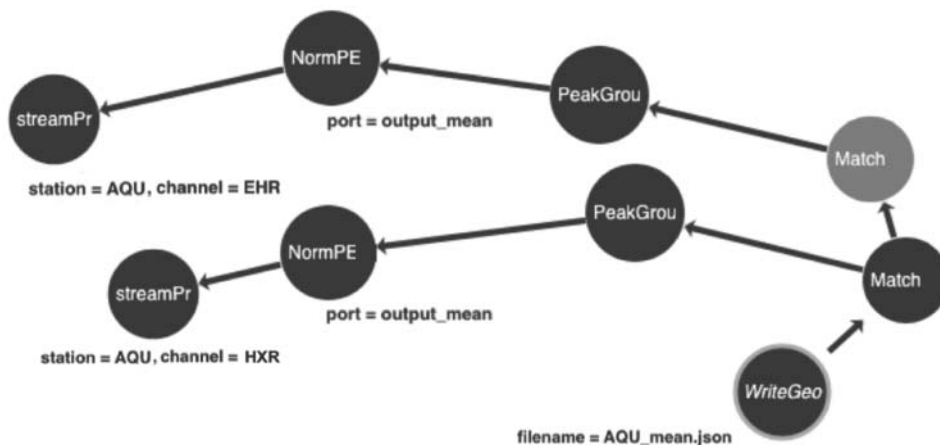 NormPE
PeakGrou
streamPr
port = output_mean
Match
station = AQU, channel = EHR
PeakGrou
NormPE
Match
streamPr
port = output_mean
station = AQU, channel = HXR
WriteGeo
filename = AQU_mean.json